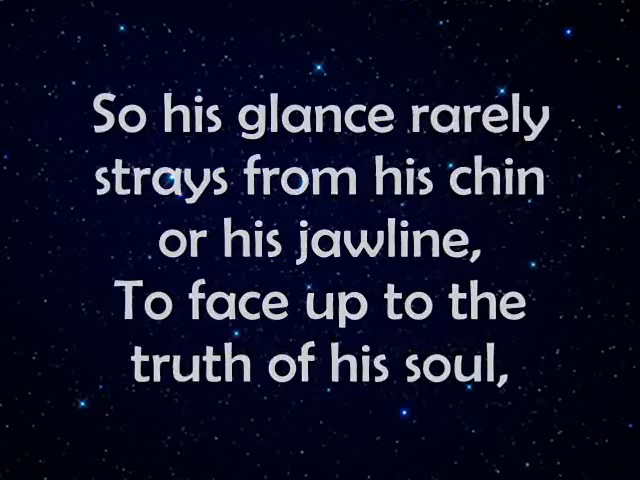 So his glance rarely
strays from his chin
or his jawline,
To face up to the
truth of his soul,